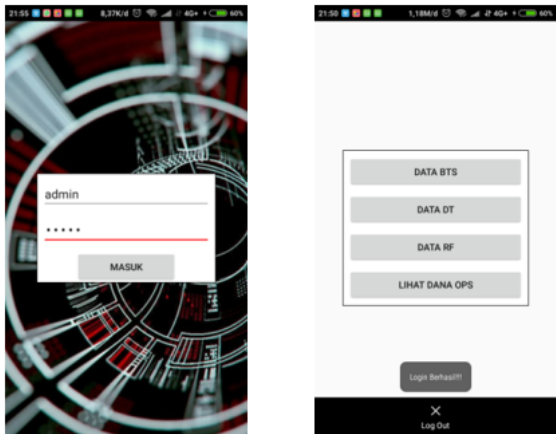 21:55 8,37K/d 4G+ 60%
admin
•••••
MASUK
21:50 1,18M/d 4G+ 60%
DATA BTS
DATA DT
DATA RF
LIHAT DANA OPS
Login Berhasil!!!
Log Out